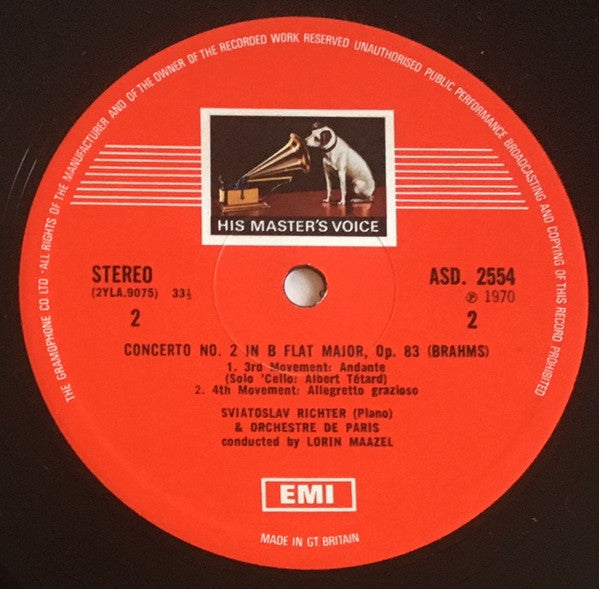 THE GRAMOPHONE CO LTD · ALL RIGHTS OF THE MANUFACTURER AND OF THE OWNER OF THE RECORDED WORK RESERVED UNAUTHORISED PUBLIC PERFORMANCE BROADCASTING AND COPYING OF THIS RECORD PROHIBITED
HIS MASTER'S VOICE
STEREO
(2YLA.9075) 33⅓
2
ASD. 2554
℗ 1970
2
CONCERTO NO. 2 IN B FLAT MAJOR, Op. 83 (BRAHMS)
1. 3rd Movement: Andante
(Solo 'Cello: Albert Tétard)
2. 4th Movement: Allegretto grazioso
SVIATOSLAV RICHTER (Piano)
& ORCHESTRE DE PARIS
conducted by LORIN MAAZEL
EMI
MADE IN GT BRITAIN